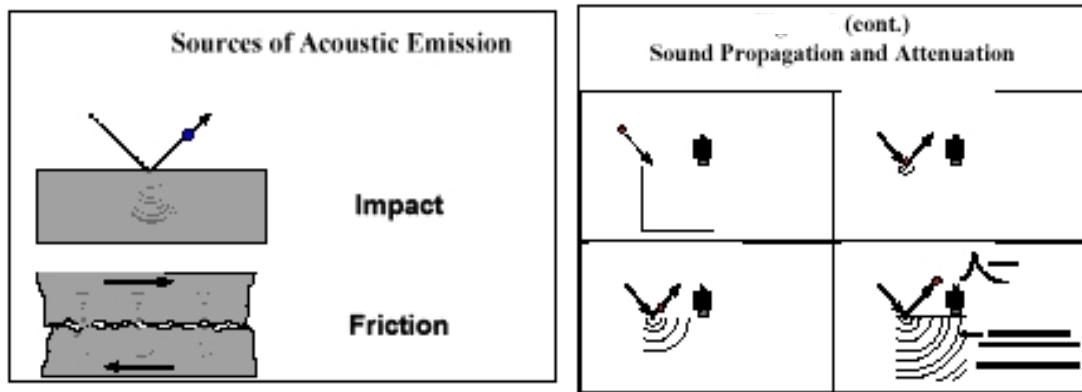 Sources of Acoustic Emission
Impact
Friction
(cont.)
Sound Propagation and Attenuation